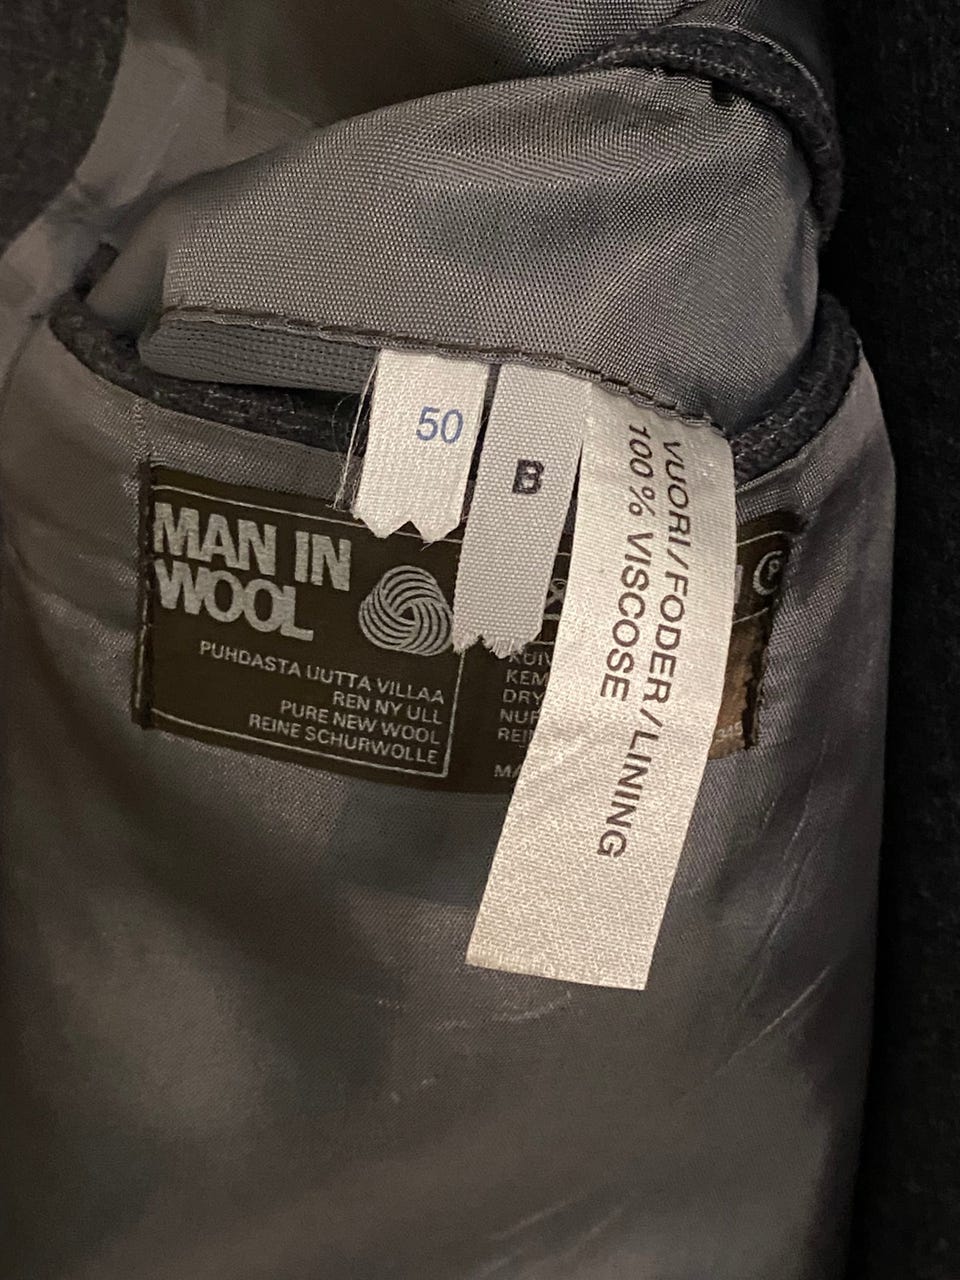 50
B
VUORI/FODER/LINING
100% VISCOSE
MAN IN
WOOL
PUHDASTA UUTTA VILLAA
REN NY ULL
PURE NEW WOOL
REINE SCHURWOLLE
DRY
P